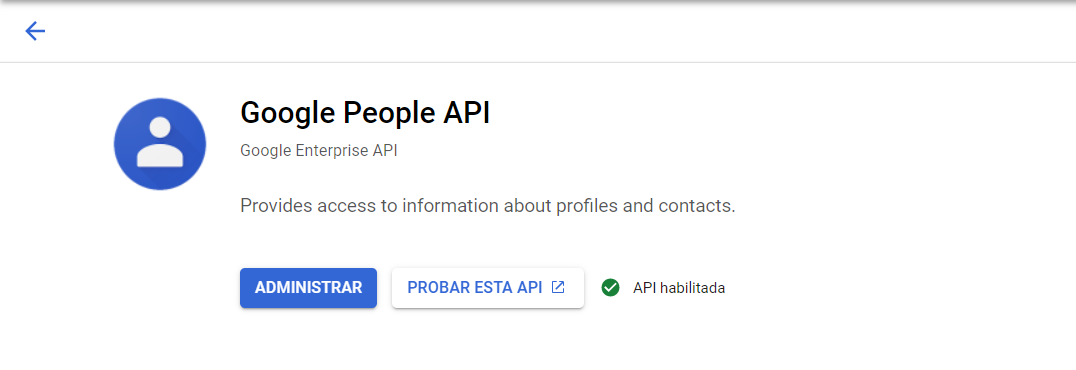 Google People API
Google Enterprise API
Provides access to information about profiles and contacts.
ADMINISTRAR
PROBAR ESTA API
API habilitada